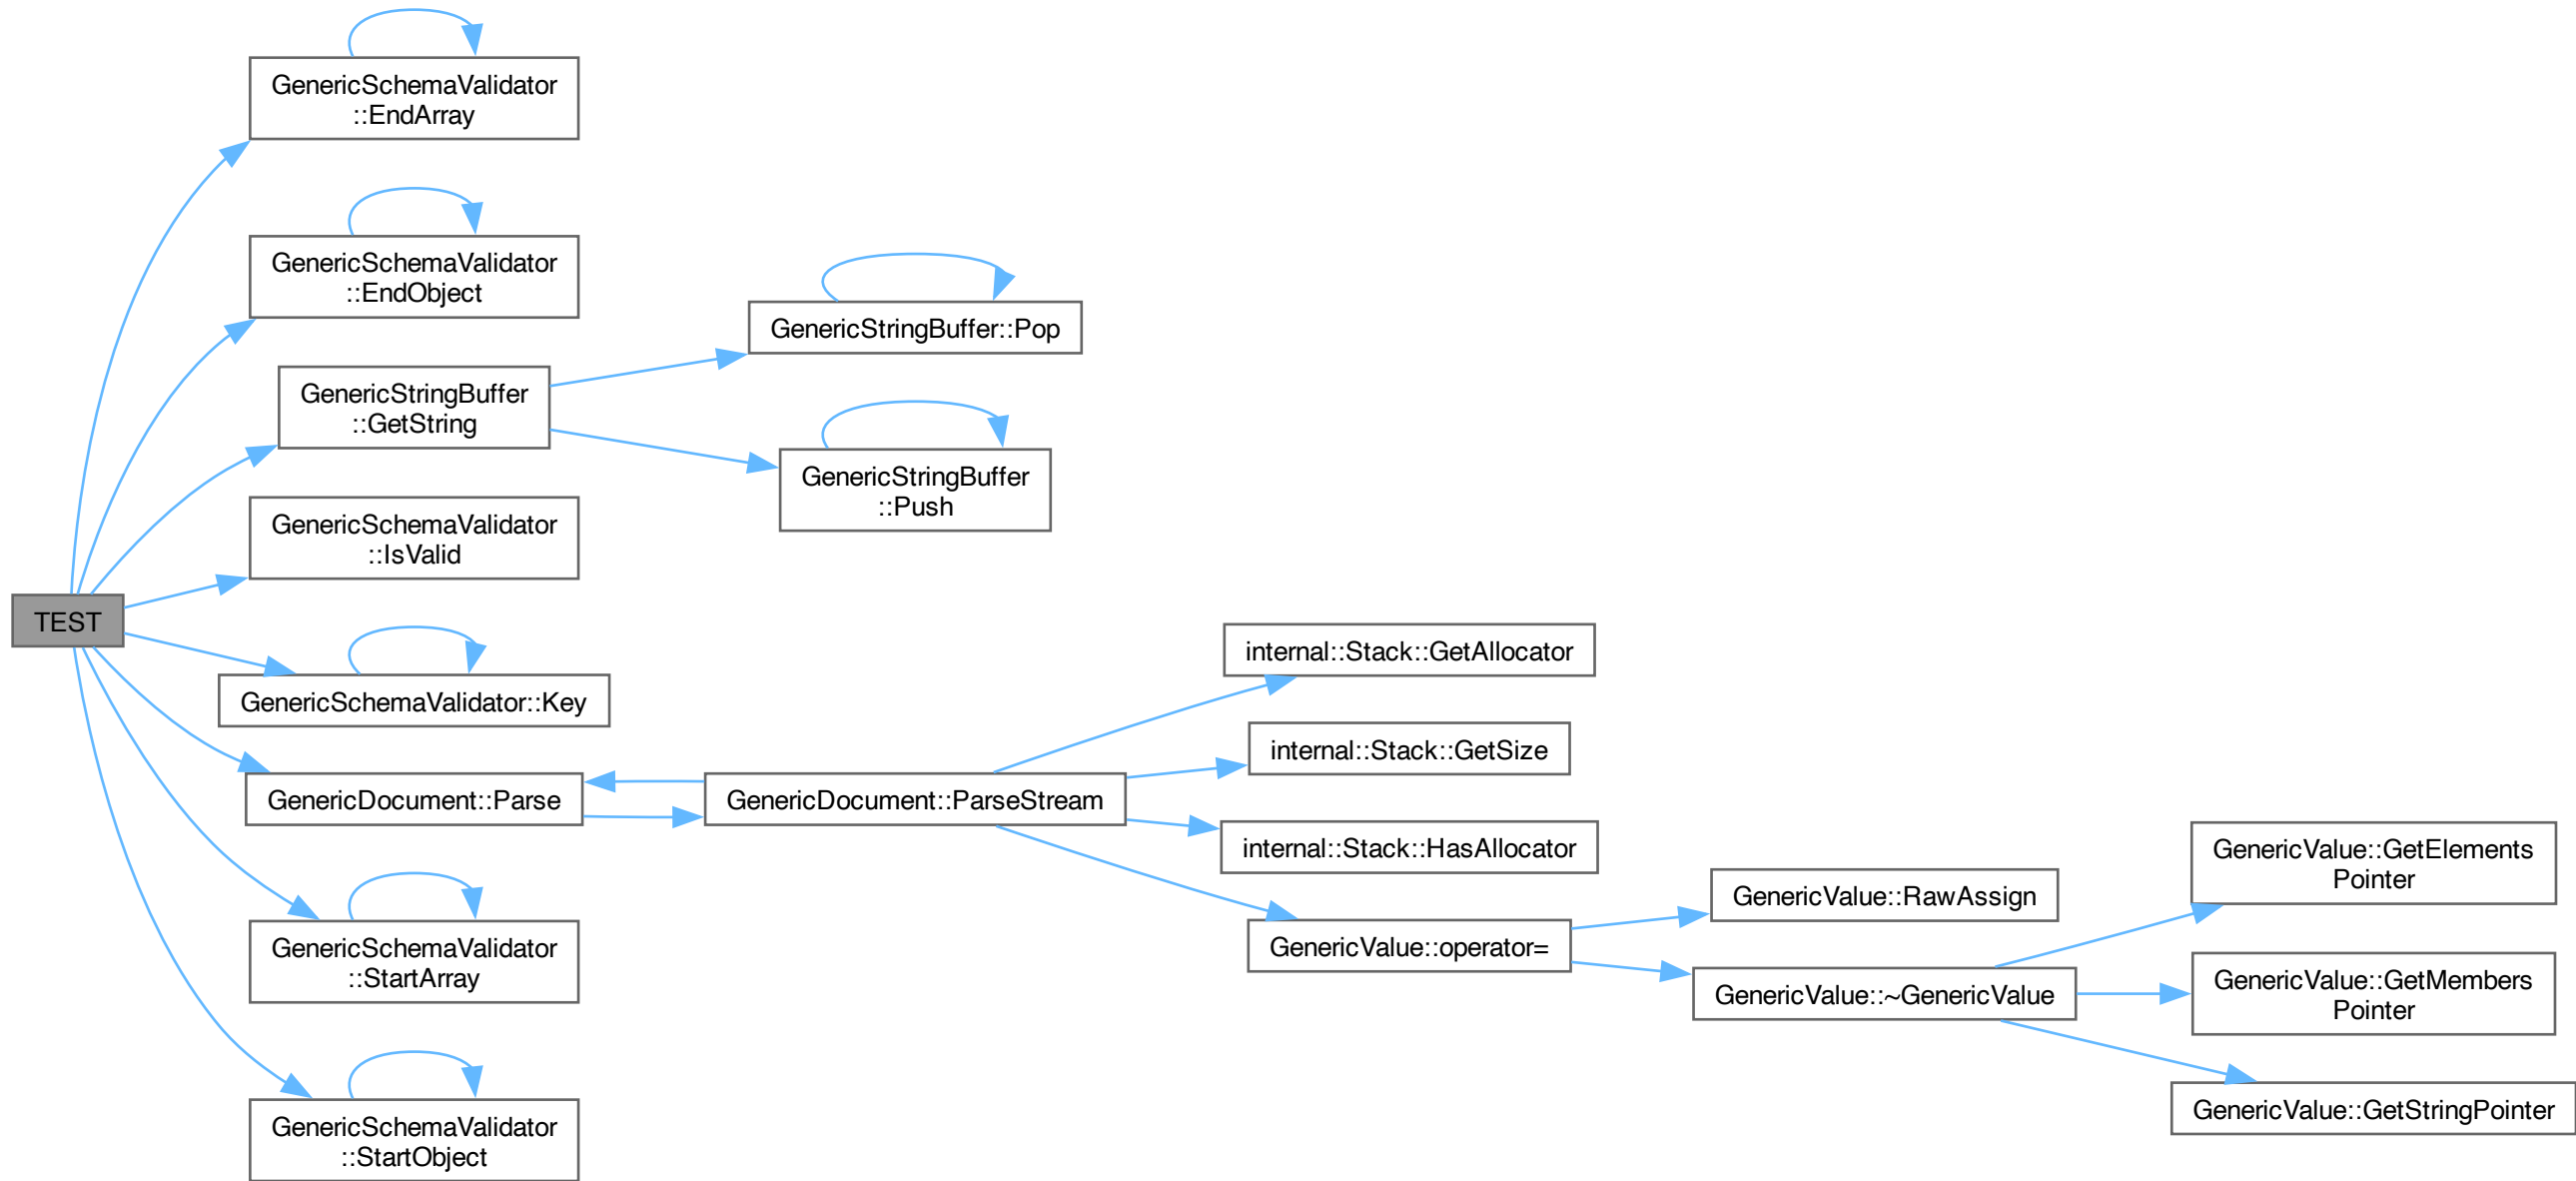 GenericSchemaValidator
::EndArray
GenericSchemaValidator
::EndObject
GenericStringBuffer::Pop
GenericStringBuffer
::GetString
GenericStringBuffer
::Push
GenericSchemaValidator
::IsValid
TEST
internal::Stack::GetAllocator
GenericSchemaValidator::Key
internal::Stack::GetSize
GenericDocument::Parse
GenericDocument::ParseStream
internal::Stack::HasAllocator
GenericValue::GetElements
Pointer
GenericValue::RawAssign
GenericSchemaValidator
::StartArray
GenericValue::operator=
GenericValue::~GenericValue
GenericValue::GetMembers
Pointer
GenericValue::GetStringPointer
GenericSchemaValidator
::StartObject